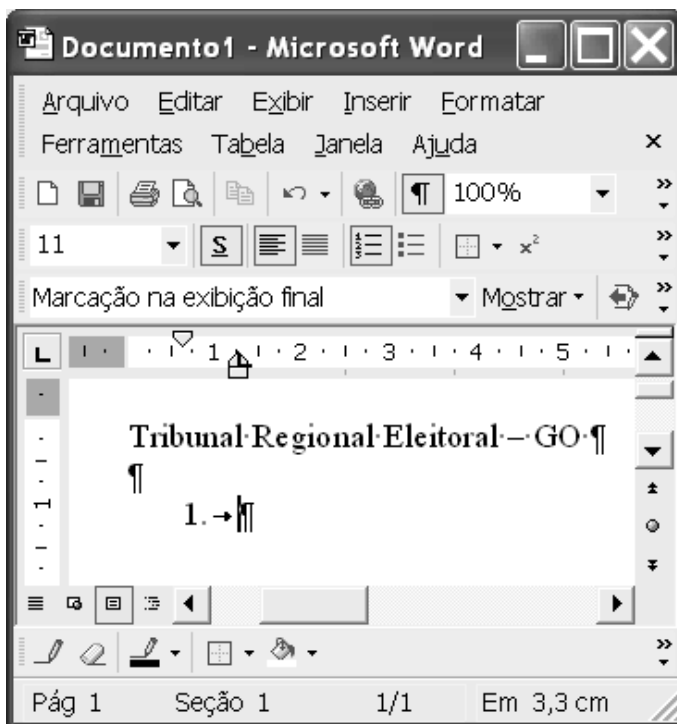 Documento1 - Microsoft Word
Arquivo Editar Exibir Inserir Formatar
Ferramentas Tabela Janela Ajuda
¶ 100%
11 S x²
Marcação na exibição final Mostrar
L 1 2 3 4 5
Tribunal·Regional·Eleitoral·–·GO·¶
¶
1.→¶
1
Pág 1 Seção 1 1/1 Em 3,3 cm